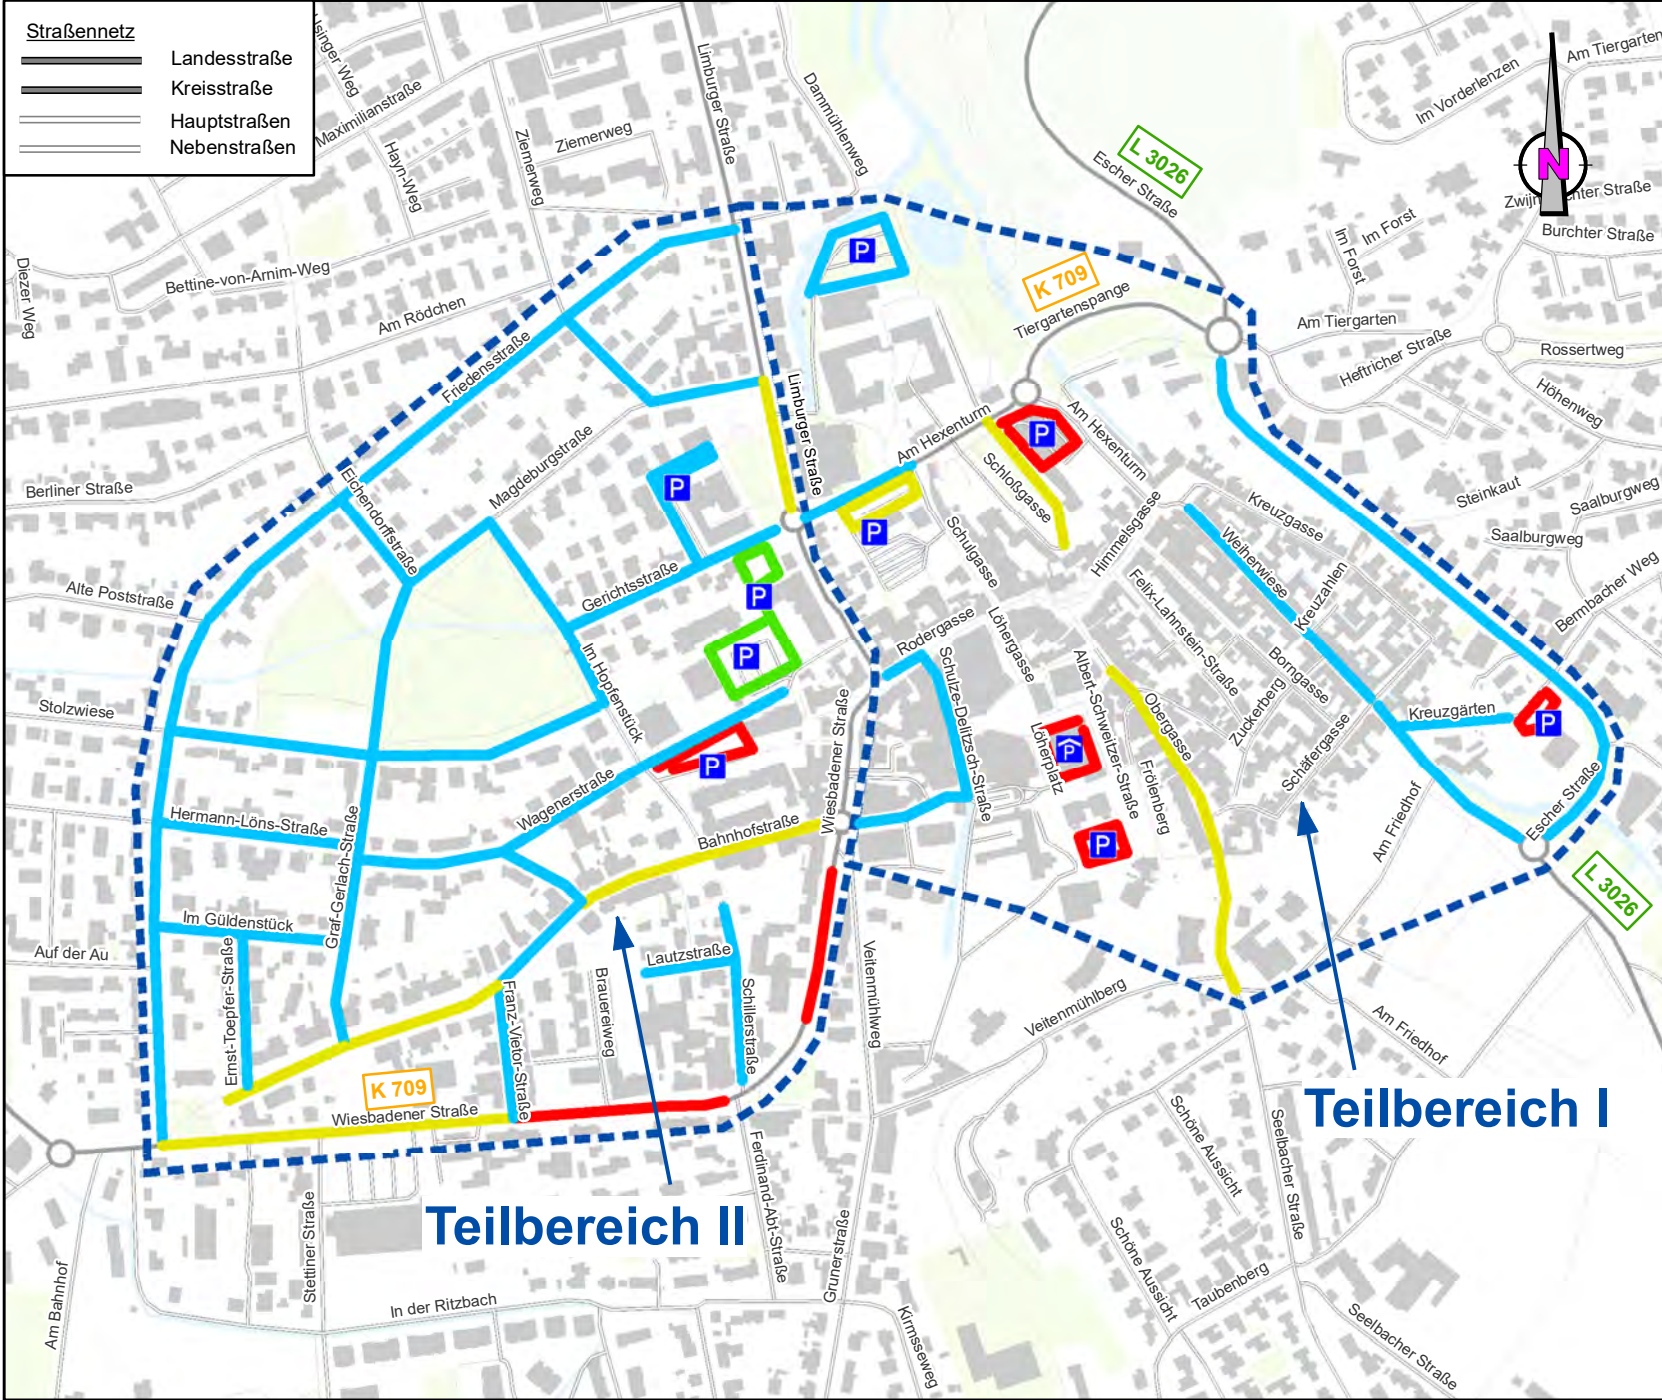 Straßennetz
Landesstraße
Kreisstraße
Hauptstraßen
Nebenstraßen
Maximilianstraße
Hayn-Weg
Ziemerweg
Ziemerweg
Limburger Straße
Dammühlenweg
L 3026
Escher Straße
Am Tiergarten
Im Vorderlenzen
N
Burchter Straße
Im Forst
Im Forst
Diezer Weg
Bettine-von-Arnim-Weg
Am Rödchen
P
K 709
Tiergartenspange
Am Tiergarten
Heftricher Straße
Rossertweg
Höhenweg
Friedensstraße
Limburger Straße
Am Hexenturm
P
Am Hexenturm
Berliner Straße
Eichendorffstraße
Magdeburgstraße
P
Schloßgasse
P
Himmelsgasse
Kreuzgasse
Steinkaut
Saalburgweg
Saalburgweg
Bermbacher Weg
Alte Poststraße
Gerichtsstraße
P
Schulgasse
Weiherwiese
Kreuzahlen
Felix-Lahnstein-Straße
P
Rodergasse
Löhergasse
Albert-Schweitzer-Straße
Borngasse
Zuckerberg
Im Hopfenstück
Schulze-Delitzsch-Straße
Obergasse
Stolzwiese
Kreuzgärten
P
P
P
Löherplatz
Schäfergasse
Wiesbadener Straße
Hermann-Löns-Straße
Wagenerstraße
Bahnhofstraße
Frölenberg
P
Am Friedhof
Escher Straße
L 3026
Graf-Gerlach-Straße
Im Güldenstück
Auf der Au
Lautzstraße
Ernst-Toepfer-Straße
Franz-Vietor-Straße
Brauereiweg
Schillerstraße
Veitenmühlweg
Veitenmühlberg
Am Friedhof
K 709
Wiesbadener Straße
Teilbereich I
Schöne Aussicht
Seelbacher Straße
Ferdinand-Abt-Straße
Teilbereich II
Stettiner Straße
Grunerstraße
Schöne Aussicht
Taubenberg
Am Bahnhof
In der Ritzbach
Kirmsseweg
Seelbacher Straße